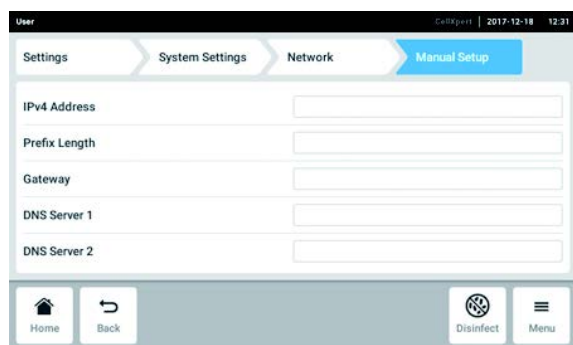 User CellXpert | 2017-12-18 12:31
Settings System Settings Network Manual Setup
IPv4 Address
Prefix Length
Gateway
DNS Server 1
DNS Server 2
Home Back Disinfect Menu